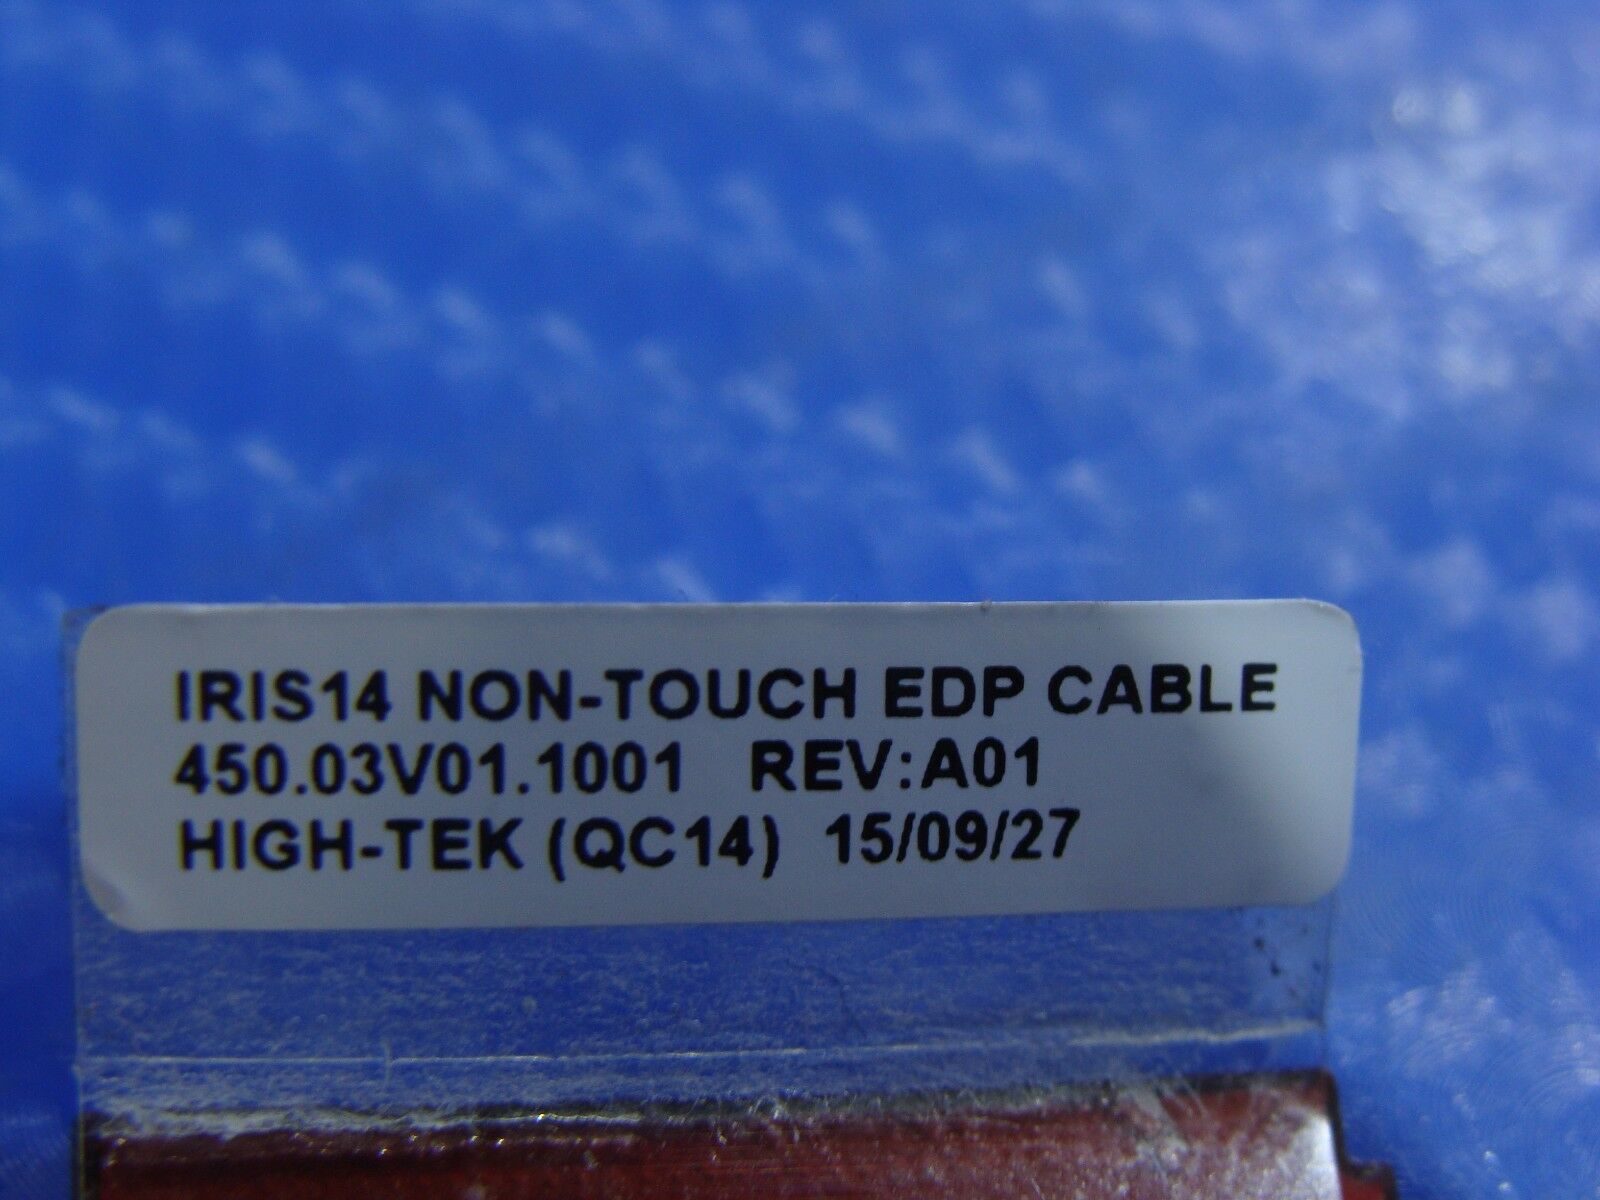 IRIS14 NON-TOUCH EDP CABLE
450.03V01.1001 REV:A01
HIGH-TEK (QC14) 15/09/27